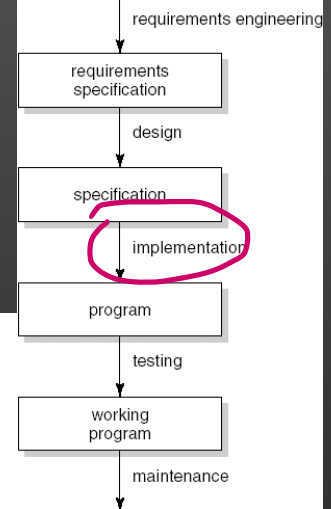 requirements engineering
requirements
specification
design
specification
implementation
program
testing
working
program
maintenance